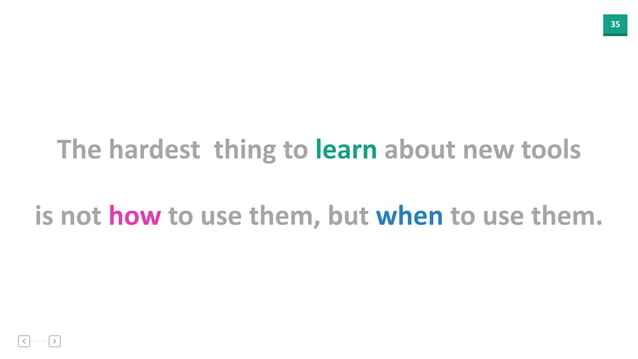 35
The hardest  thing to learn about new tools
is not how to use them, but when to use them.